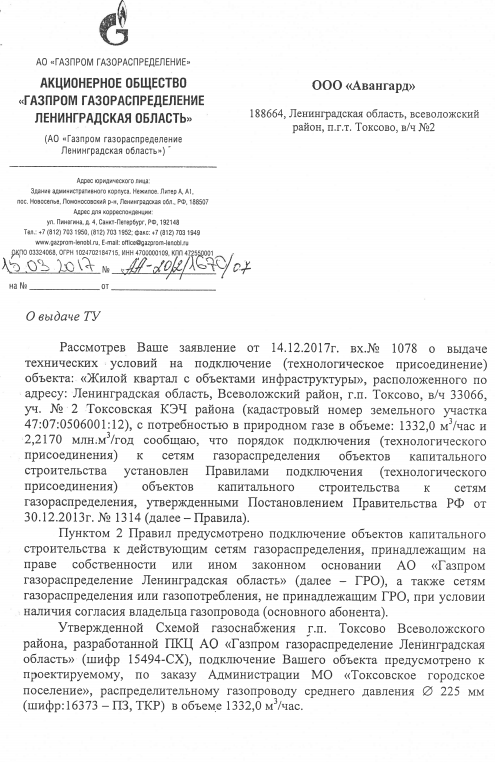 АО «ГАЗПРОМ ГАЗОРАСПРЕДЕЛЕНИЕ»
АКЦИОНЕРНОЕ ОБЩЕСТВО
«ГАЗПРОМ ГАЗОРАСПРЕДЕЛЕНИЕ
ЛЕНИНГРАДСКАЯ ОБЛАСТЬ»
(АО «Газпром газораспределение
Ленинградская область»)
Адрес юридического лица:
Здание административного корпуса. Нежилое. Литер А, А1,
пос. Новоселье, Ломоносовский р-н, Ленинградская обл., РФ, 188507
Адрес для корреспонденции:
ул. Пинегина, д. 4, Санкт-Петербург, РФ, 192148
Тел.: +7 (812) 703 1950, (812) 703 1952; факс: +7 (812) 703 1949
www.gazprom-lenobl.ru, E-mail: office@gazprom-lenobl.ru
ОКПО 03324068, ОГРН 1024702184715, ИНН 4700000109, КПП 472550001
15.03 2017 № АА-20/2/1670/07
на № от
ООО «Авангард»
188664, Ленинградская область, всеволожский
район, п.г.т. Токсово, в/ч №2
О выдаче ТУ
Рассмотрев Ваше заявление от 14.12.2017г. вх.№ 1078 о выдаче
технических условий на подключение (технологическое присоединение)
объекта: «Жилой квартал с объектами инфраструктуры», расположенного по
адресу: Ленинградская область, Всеволожский район, г.п. Токсово, в/ч 33066,
уч. № 2 Токсовская КЭЧ района (кадастровый номер земельного участка
47:07:0506001:12), с потребностью в природном газе в объеме: 1332,0 м³/час и
2,2170 млн.м³/год сообщаю, что порядок подключения (технологического
присоединения) к сетям газораспределения объектов капитального
строительства установлен Правилами подключения (технологического
присоединения) объектов капитального строительства к сетям
газораспределения, утвержденными Постановлением Правительства РФ от
30.12.2013г. № 1314 (далее – Правила).
Пунктом 2 Правил предусмотрено подключение объектов капитального
строительства к действующим сетям газораспределения, принадлежащим на
праве собственности или ином законном основании АО «Газпром
газораспределение Ленинградская область» (далее – ГРО), а также сетям
газораспределения или газопотребления, не принадлежащим ГРО, при условии
наличия согласия владельца газопровода (основного абонента).
Утвержденной Схемой газоснабжения г.п. Токсово Всеволожского
района, разработанной ПКЦ АО «Газпром газораспределение Ленинградская
область» (шифр 15494-СХ), подключение Вашего объекта предусмотрено к
проектируемому, по заказу Администрации МО «Токсовское городское
поселение», распределительному газопроводу среднего давления ∅ 225 мм
(шифр:16373 – ПЗ, ТКР) в объеме 1332,0 м³/час.